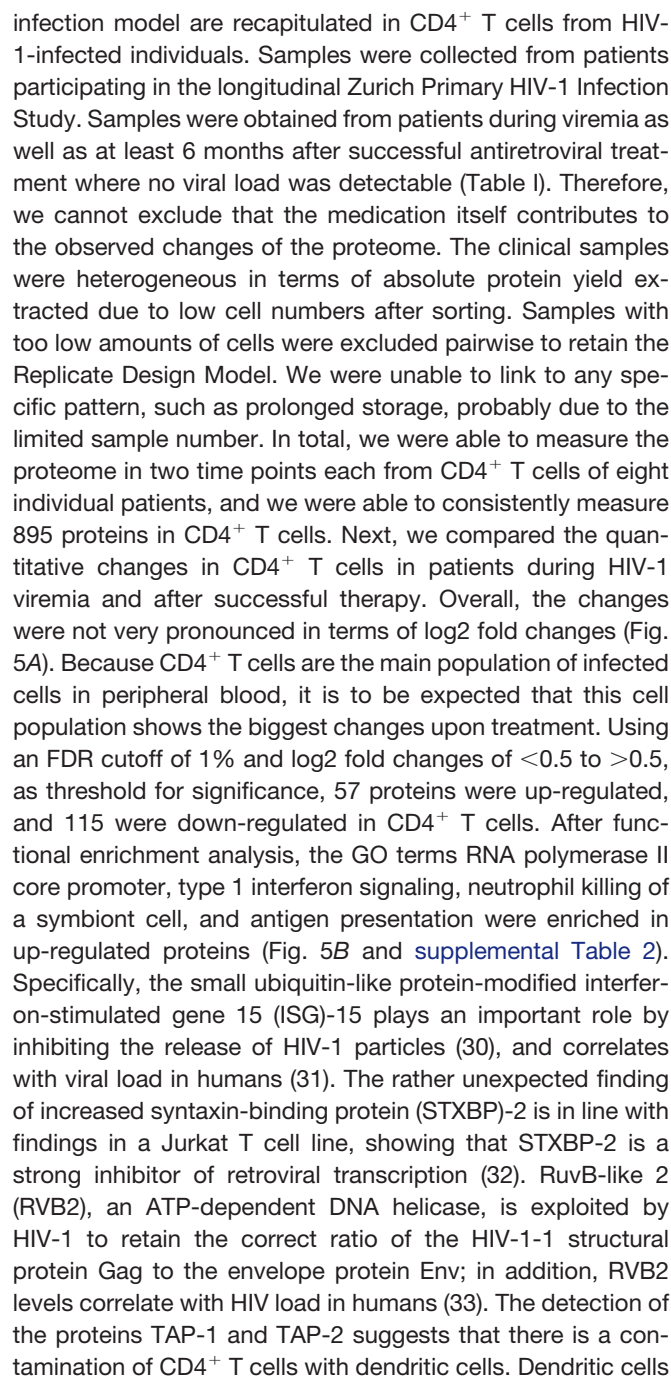 infection model are recapitulated in CD4⁺ T cells from HIV-
1-infected individuals. Samples were collected from patients
participating in the longitudinal Zurich Primary HIV-1 Infection
Study. Samples were obtained from patients during viremia as
well as at least 6 months after successful antiretroviral treat-
ment where no viral load was detectable (Table I). Therefore,
we cannot exclude that the medication itself contributes to
the observed changes of the proteome. The clinical samples
were heterogeneous in terms of absolute protein yield ex-
tracted due to low cell numbers after sorting. Samples with
too low amounts of cells were excluded pairwise to retain the
Replicate Design Model. We were unable to link to any spe-
cific pattern, such as prolonged storage, probably due to the
limited sample number. In total, we were able to measure the
proteome in two time points each from CD4⁺ T cells of eight
individual patients, and we were able to consistently measure
895 proteins in CD4⁺ T cells. Next, we compared the quan-
titative changes in CD4⁺ T cells in patients during HIV-1
viremia and after successful therapy. Overall, the changes
were not very pronounced in terms of log2 fold changes (Fig.
5A). Because CD4⁺ T cells are the main population of infected
cells in peripheral blood, it is to be expected that this cell
population shows the biggest changes upon treatment. Using
an FDR cutoff of 1% and log2 fold changes of <0.5 to >0.5,
as threshold for significance, 57 proteins were up-regulated,
and 115 were down-regulated in CD4⁺ T cells. After func-
tional enrichment analysis, the GO terms RNA polymerase II
core promoter, type 1 interferon signaling, neutrophil killing of
a symbiont cell, and antigen presentation were enriched in
up-regulated proteins (Fig. 5B and supplemental Table 2).
Specifically, the small ubiquitin-like protein-modified interfer-
on-stimulated gene 15 (ISG)-15 plays an important role by
inhibiting the release of HIV-1 particles (30), and correlates
with viral load in humans (31). The rather unexpected finding
of increased syntaxin-binding protein (STXBP)-2 is in line with
findings in a Jurkat T cell line, showing that STXBP-2 is a
strong inhibitor of retroviral transcription (32). RuvB-like 2
(RVB2), an ATP-dependent DNA helicase, is exploited by
HIV-1 to retain the correct ratio of the HIV-1-1 structural
protein Gag to the envelope protein Env; in addition, RVB2
levels correlate with HIV load in humans (33). The detection of
the proteins TAP-1 and TAP-2 suggests that there is a con-
tamination of CD4⁺ T cells with dendritic cells. Dendritic cells